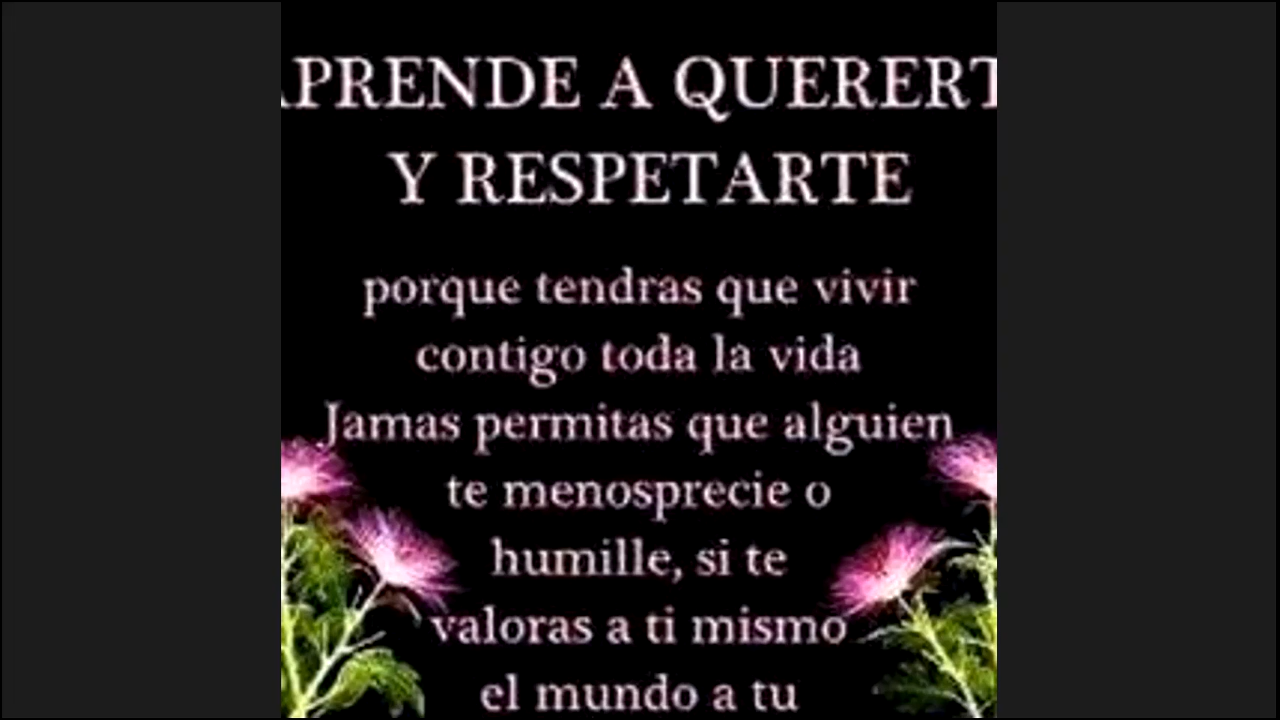 APRENDE A QUERERT
Y RESPETARTE
porque tendras que vivir
contigo toda la vida
Jamas permitas que alguien
te menosprecie o
humille, si te
valoras a ti mismo
el mundo a tu